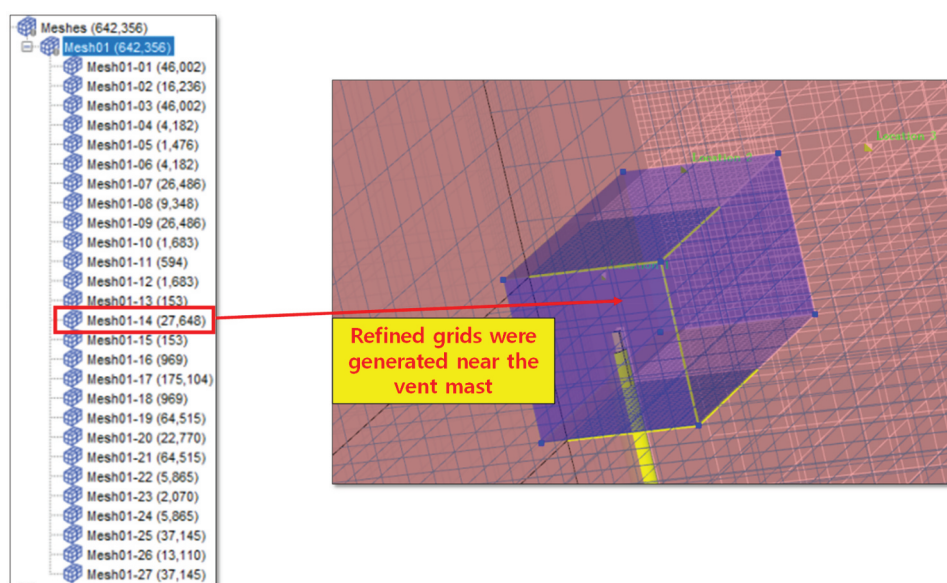 Meshes (642,356)
Mesh01 (642,356)
Mesh01-01 (46,002)
Mesh01-02 (16,236)
Mesh01-03 (46,002)
Mesh01-04 (4,182)
Mesh01-05 (1,476)
Mesh01-06 (4,182)
Mesh01-07 (26,486)
Mesh01-08 (9,348)
Mesh01-09 (26,486)
Mesh01-10 (1,683)
Mesh01-11 (594)
Mesh01-12 (1,683)
Mesh01-13 (153)
Mesh01-14 (27,648)
Mesh01-15 (153)
Mesh01-16 (969)
Mesh01-17 (175,104)
Mesh01-18 (969)
Mesh01-19 (64,515)
Mesh01-20 (22,770)
Mesh01-21 (64,515)
Mesh01-22 (5,865)
Mesh01-23 (2,070)
Mesh01-24 (5,865)
Mesh01-25 (37,145)
Mesh01-26 (13,110)
Mesh01-27 (37,145)
Refined grids were
generated near the
vent mast